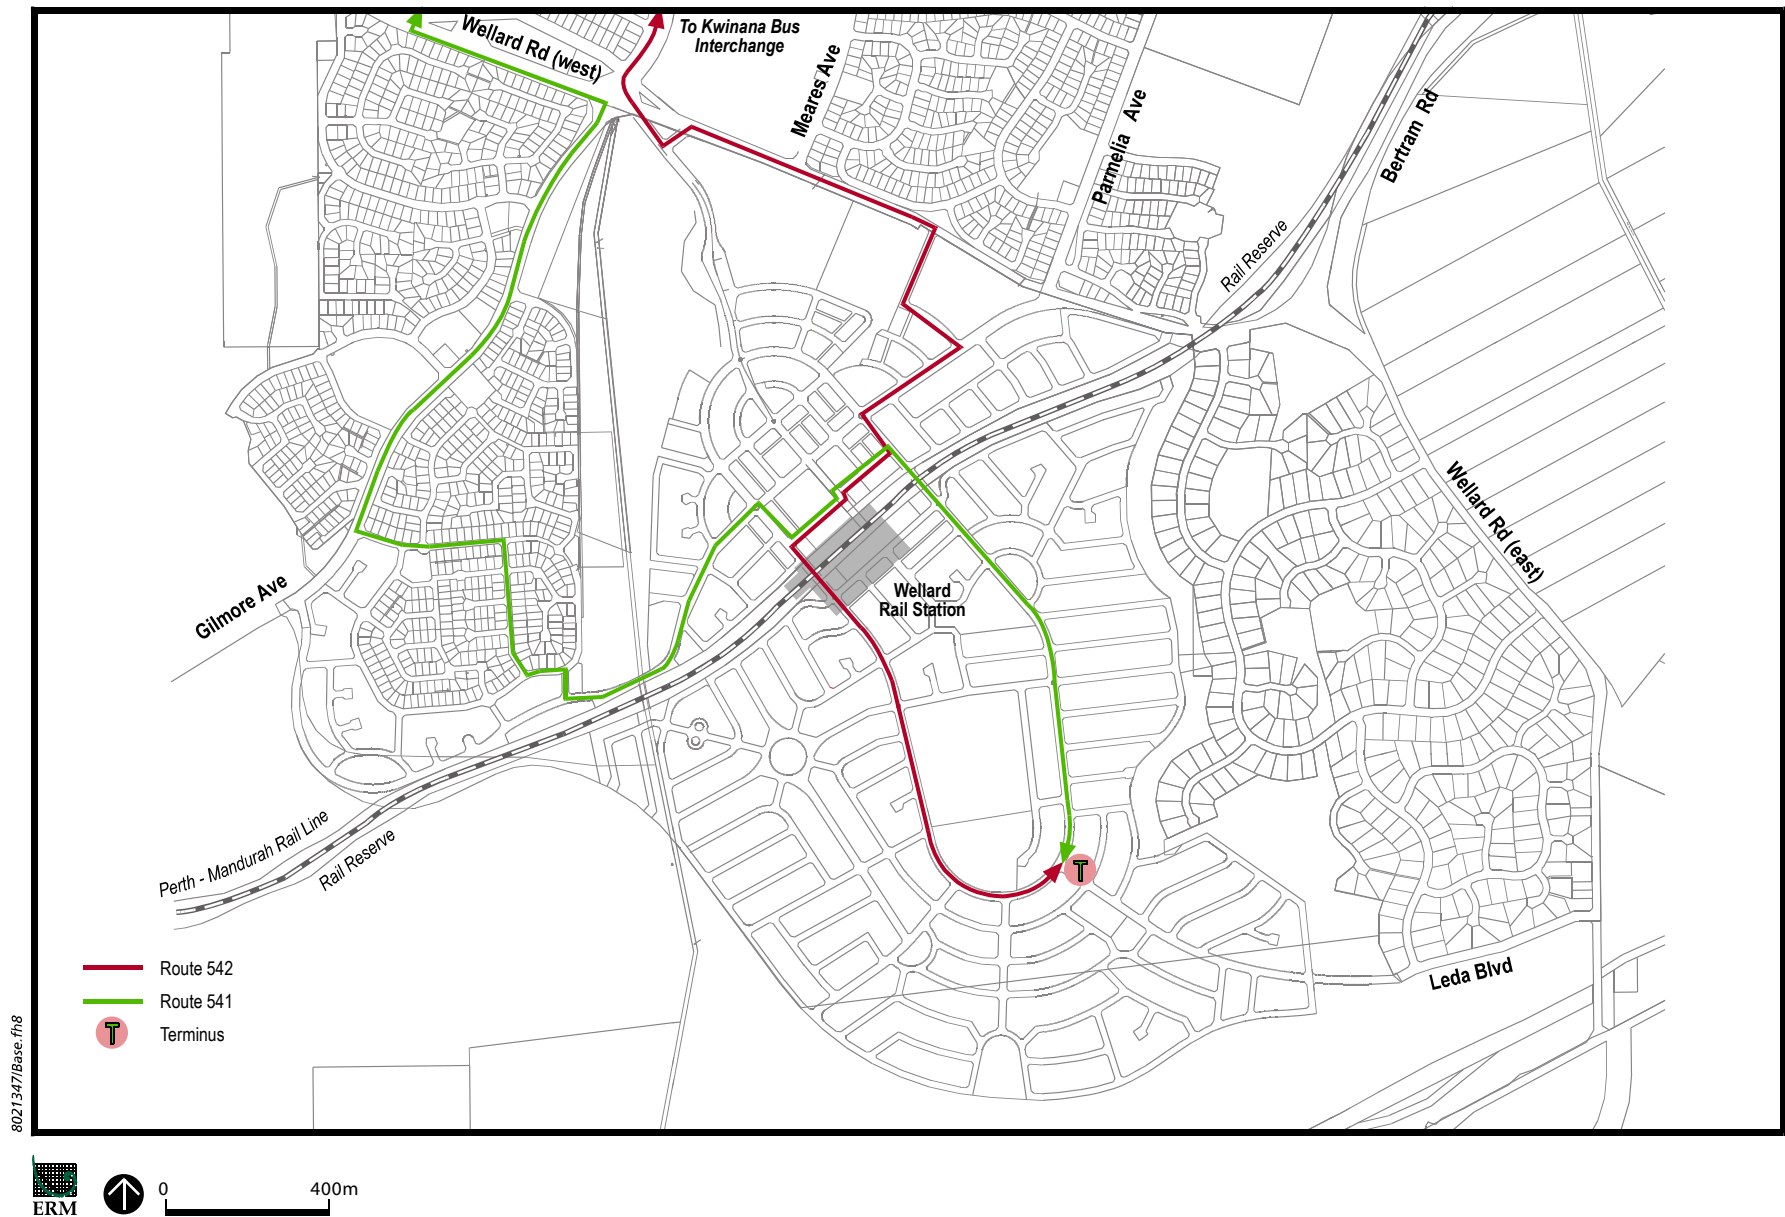 Wellard Rd (west)
To Kwinana Bus
Interchange
Meares Ave
Parmelia Ave
Bertram Rd
Rail Reserve
Wellard Rd (east)
Wellard
Rail Station
Gilmore Ave
Perth - Mandurah Rail Line
Rail Reserve
T
Leda Blvd
Route 542
Route 541
T
Terminus
8021347/Base.fh8
ERM
0
400m